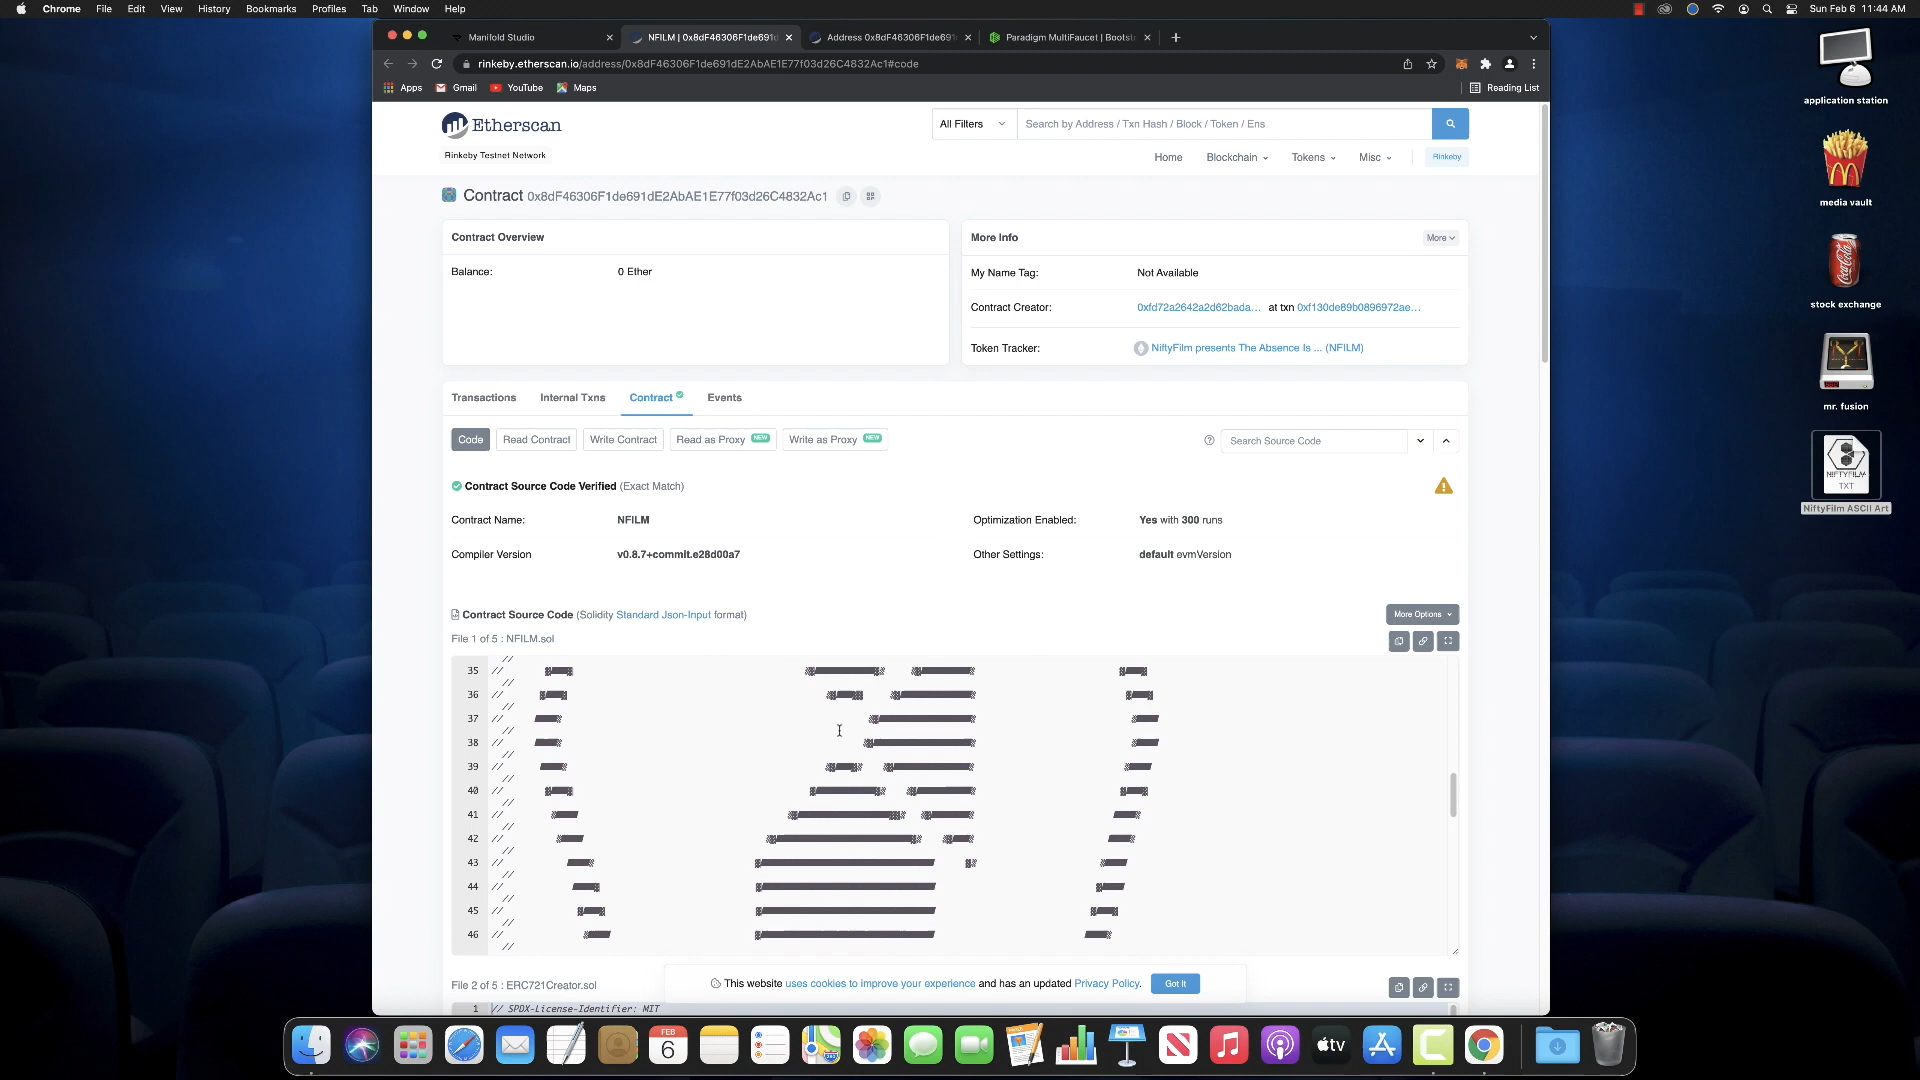 Chrome File Edit View History Bookmarks Profiles Tab Window Help
Sun Feb 6 11:44 AM
Manifold Studio
NFILM | 0x8dF46306F1de691d
Address 0x8dF46306F1de691
Paradigm MultiFaucet | Bootst
rinkeby.etherscan.io/address/0x8dF46306F1de691dE2AbAE1E77f03d26C4832Ac1#code
Apps Gmail YouTube Maps
Reading List
Etherscan
All Filters
Search by Address / Txn Hash / Block / Token / Ens
Rinkeby Testnet Network
Home Blockchain Tokens Misc Rinkeby
Contract 0x8dF46306F1de691dE2AbAE1E77f03d26C4832Ac1
Contract Overview
Balance: 0 Ether
More Info
More
My Name Tag: Not Available
Contract Creator: 0xfd72a2642a2d62bada... at txn 0xf130de89b0896972ae...
Token Tracker: NiftyFilm presents The Absence Is ... (NFILM)
Transactions Internal Txns Contract Events
Code Read Contract Write Contract Read as Proxy NEW Write as Proxy NEW
Search Source Code
Contract Source Code Verified (Exact Match)
Contract Name: NFILM
Optimization Enabled: Yes with 300 runs
Compiler Version v0.8.7+commit.e28d00a7
Other Settings: default evmVersion
Contract Source Code (Solidity Standard Json-Input format)
More Options
File 1 of 5 : NFILM.sol
//
35 //
//
36 //
//
37 //
//
38 //
//
39 //
//
40 //
//
41 //
//
42 //
//
43 //
//
44 //
//
45 //
//
46 //
//
File 2 of 5 : ERC721Creator.sol
This website uses cookies to improve your experience and has an updated Privacy Policy.
Got It
1 // SPDX-License-Identifier: MIT
application station
media vault
Coca-Cola
stock exchange
mr. fusion
NIFTYFILM
TXT
NiftyFilm ASCII Art
FEB
6
tv